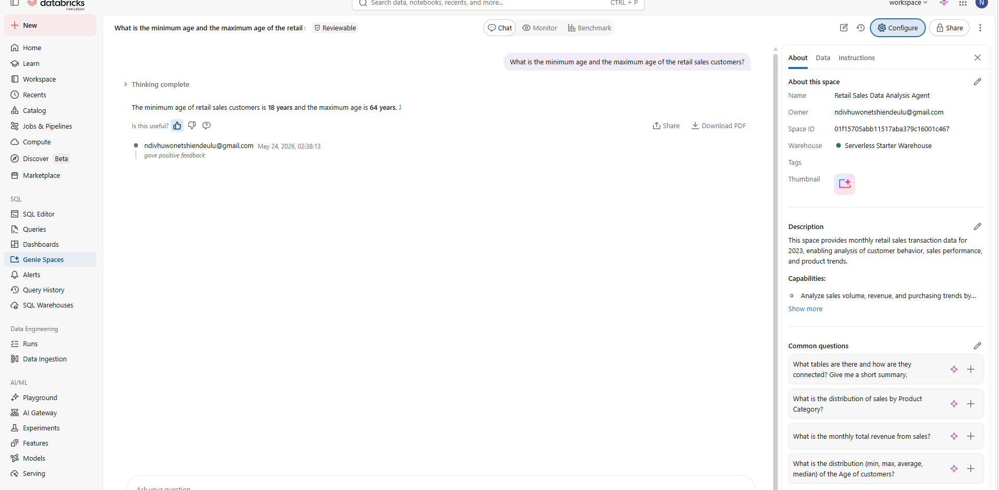 databricks
Free Edition
Search data, notebooks, recents, and more...
CTRL + P
workspace
N
New
Home
Learn
Workspace
Recents
Catalog
Jobs & Pipelines
Compute
Discover Beta
Marketplace
SQL
SQL Editor
Queries
Dashboards
Genie Spaces
Alerts
Query History
SQL Warehouses
Data Engineering
Runs
Data Ingestion
AI/ML
Playground
AI Gateway
Experiments
Features
Models
Serving
What is the minimum age and the maximum age of the retail
Reviewable
Chat
Monitor
Benchmark
Configure
Share
What is the minimum age and the maximum age of the retail sales customers?
Thinking complete
The minimum age of retail sales customers is 18 years and the maximum age is 64 years. 1
Is this useful?
Share
Download PDF
ndivhuwonetshiendeulu@gmail.com May 24, 2026, 02:38:13
gave positive feedback
Ask your question
About
Data
Instructions
About this space
Name Retail Sales Data Analysis Agent
Owner ndivhuwonetshiendeulu@gmail.com
Space ID 01f15705abb11517aba379c16001c467
Warehouse Serverless Starter Warehouse
Tags
Thumbnail
Description
This space provides monthly retail sales transaction data for
2023, enabling analysis of customer behavior, sales performance,
and product trends.
Capabilities:
Analyze sales volume, revenue, and purchasing trends by...
Show more
Common questions
What tables are there and how are they
connected? Give me a short summary.
What is the distribution of sales by Product
Category?
What is the monthly total revenue from sales?
What is the distribution (min, max, average,
median) of the Age of customers?